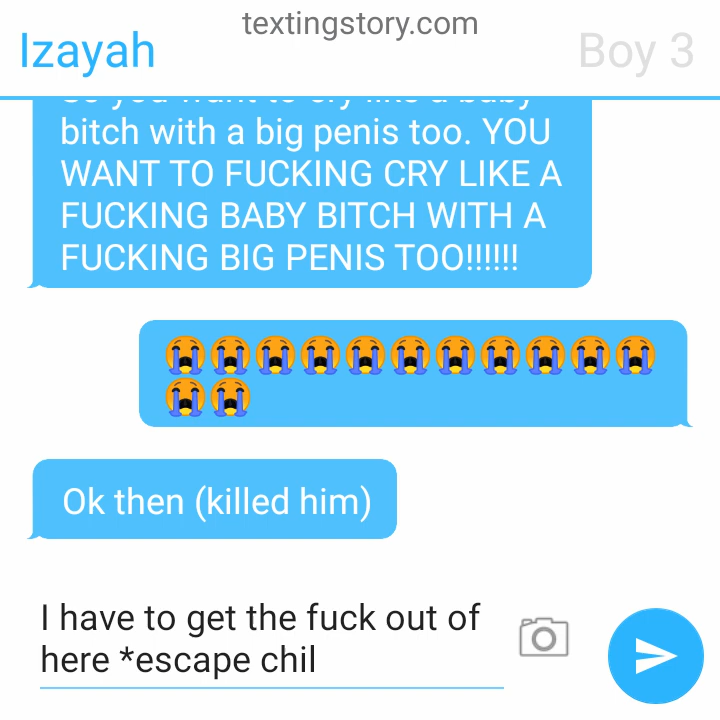 textingstory.com
Izayah
Boy 3
bitch with a big penis too. YOU
WANT TO FUCKING CRY LIKE A
FUCKING BABY BITCH WITH A
FUCKING BIG PENIS TOO!!!!!!
😭😭😭😭😭😭😭😭😭😭😭
😭😭
Ok then (killed him)
I have to get the fuck out of
here *escape chil